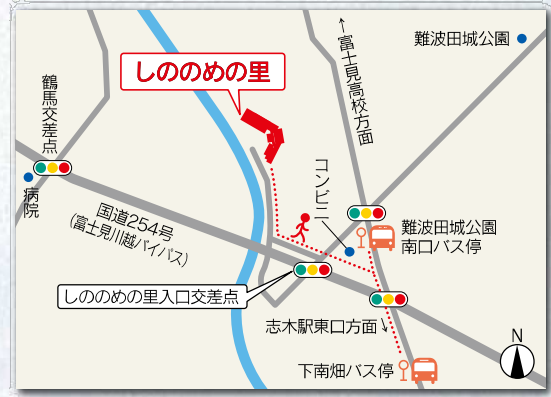 ↑富士見高校方面
難波田城公園
しののめの里
鶴馬交差点
コンビニ
病院
国道254号
(富士見川越バイパス)
難波田城公園
南口バス停
しののめの里入口交差点
志木駅東口方面↓
下南畑バス停
N